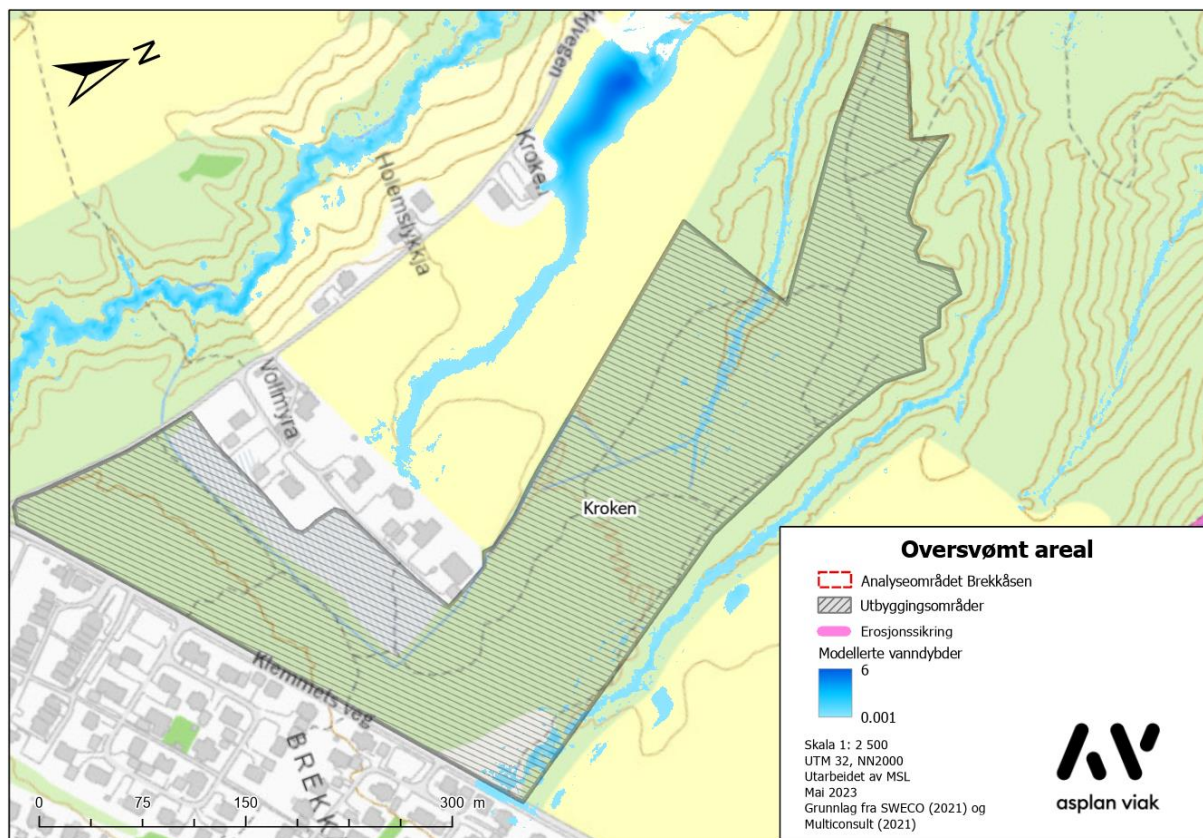 N
kkjvegen
Kroken
Holemslykkja
Vollmyra
Kroken
Klemmets veg
BREKK
0 75 150 300 m
Oversvømt areal
Analyseområdet Brekkåsen
Utbyggingsområder
Erosjonssikring
Modellerte vanndybder
6
0.001
Skala 1: 2 500
UTM 32, NN2000
Utarbeidet av MSL
Mai 2023
Grunnlag fra SWECO (2021) og
Multiconsult (2021)
asplan viak